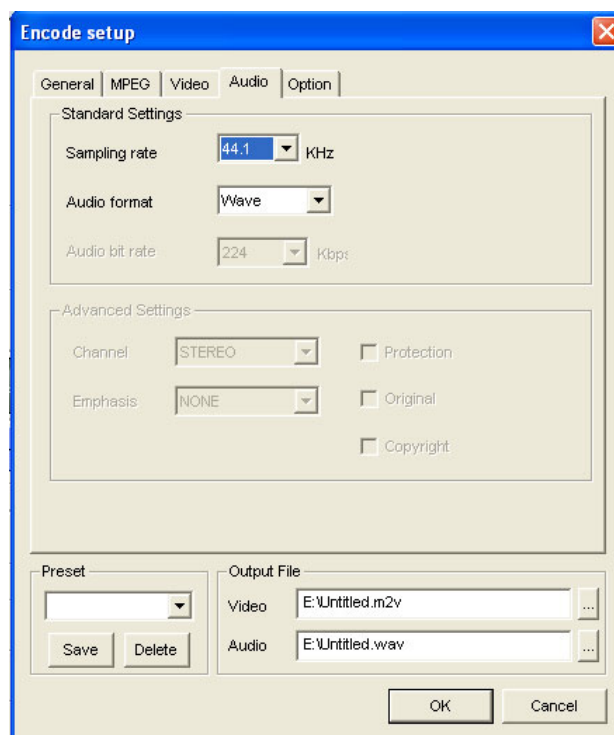 Encode setup
General MPEG Video Audio Option
Standard Settings
Sampling rate 44.1 KHz
Audio format Wave
Audio bit rate 224 Kbps
Advanced Settings
Channel STEREO Protection
Emphasis NONE Original
Copyright
Preset
Save Delete
Output File
Video E:\Untitled.m2v ...
Audio E:\Untitled.wav ...
OK Cancel